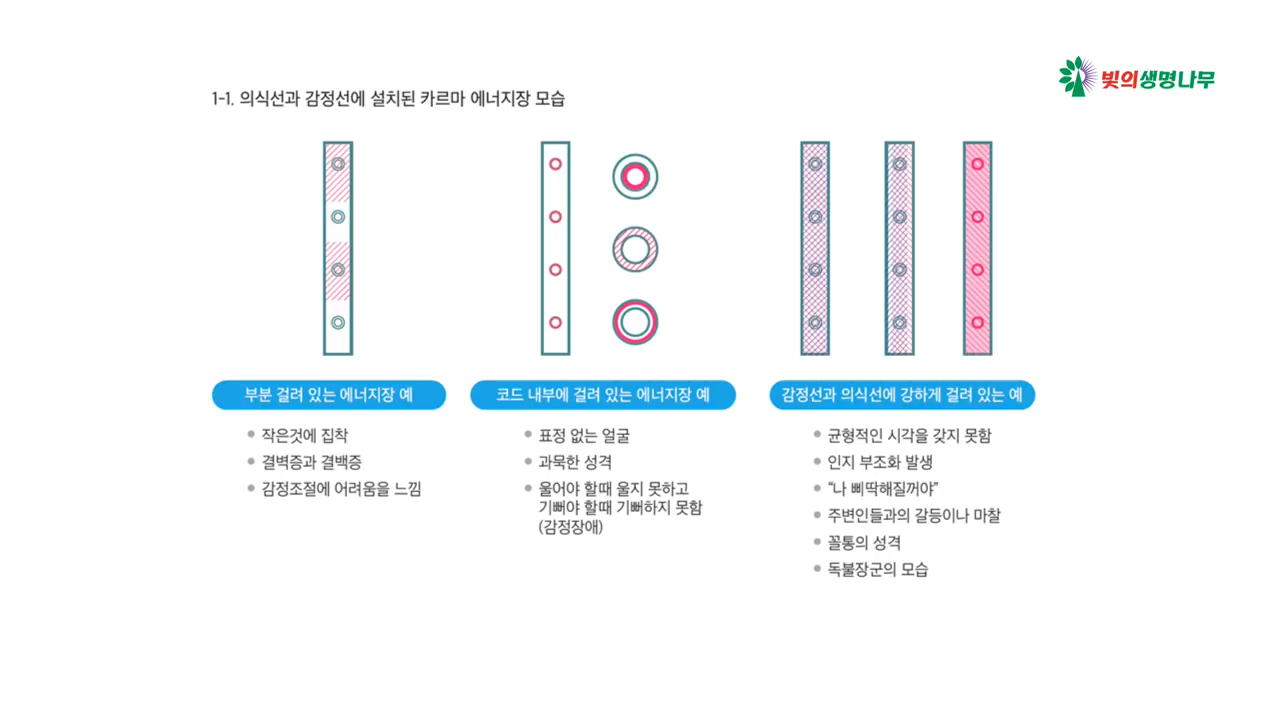 빛의생명나무
1-1. 의식선과 감정선에 설치된 카르마 에너지장 모습
부분 걸려 있는 에너지장 예
• 작은것에 집착
• 결벽증과 결백증
• 감정조절에 어려움을 느낌
코드 내부에 걸려 있는 에너지장 예
• 표정 없는 얼굴
• 과묵한 성격
• 울어야 할때 울지 못하고
기뻐야 할때 기뻐하지 못함
(감정장애)
감정선과 의식선에 강하게 걸려 있는 예
• 균형적인 시각을 갖지 못함
• 인지 부조화 발생
• “나 삐딱해질꺼야”
• 주변인들과의 갈등이나 마찰
• 꼴통의 성격
• 독불장군의 모습